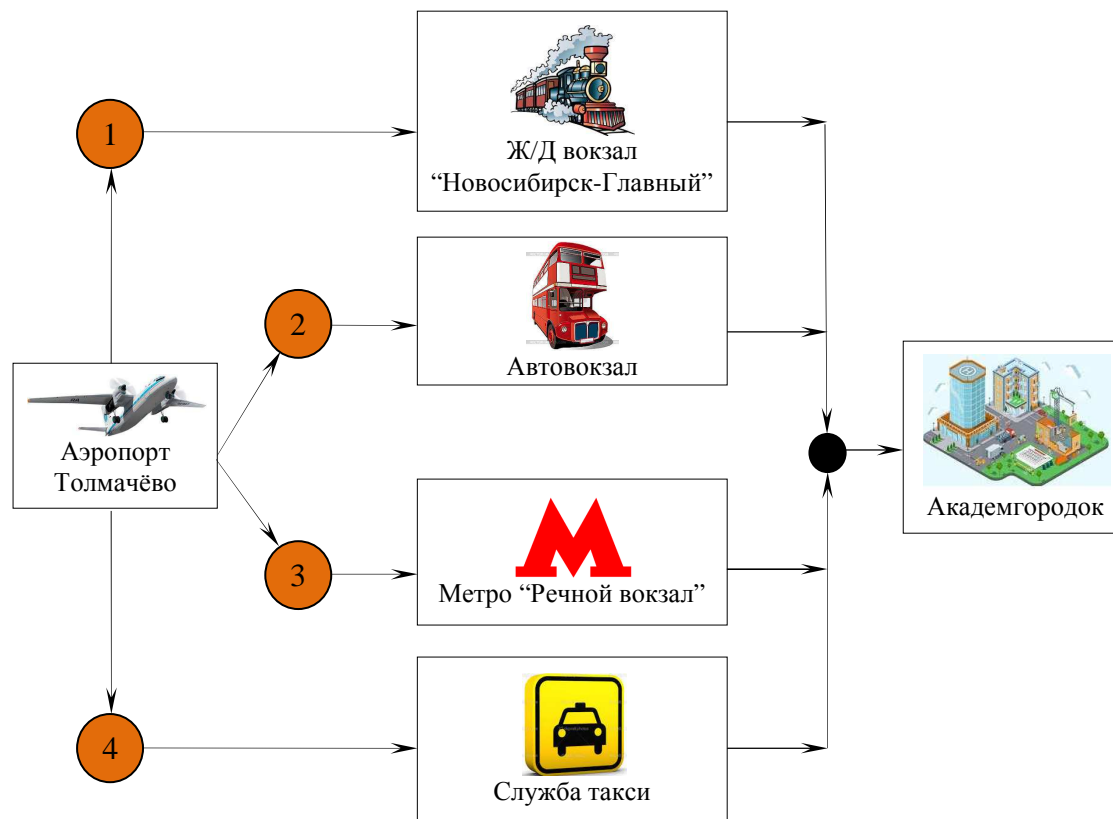 1
Ж/Д вокзал
“Новосибирск-Главный”
2
Автовокзал
Аэропорт
Толмачёво
Академгородок
3
Метро “Речной вокзал”
4
Служба такси